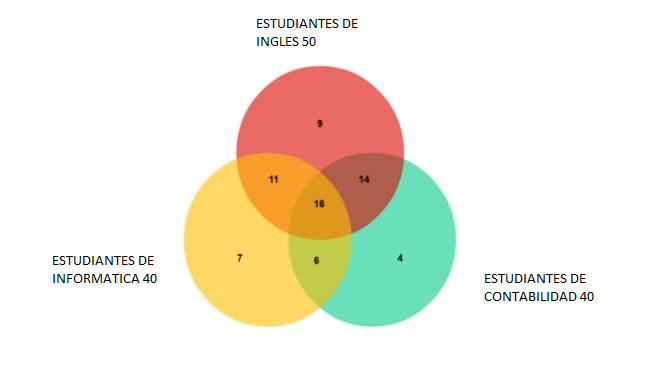 ESTUDIANTES DE
INGLES 50
9
11
14
16
7
6
4
ESTUDIANTES DE
INFORMATICA 40
ESTUDIANTES DE
CONTABILIDAD 40